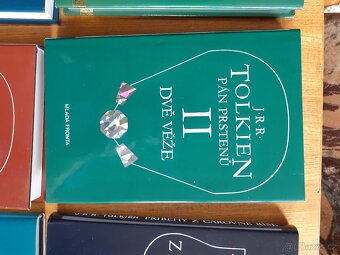 J.R.R.
TOLKIEN
PÁN PRSTENŮ
II
DVĚ VĚŽE
MLADÁ FRONTA
J.R.R. TOLKIEN PŘÍBĚHY Z ČAROVNÉ ŘÍŠE
Z